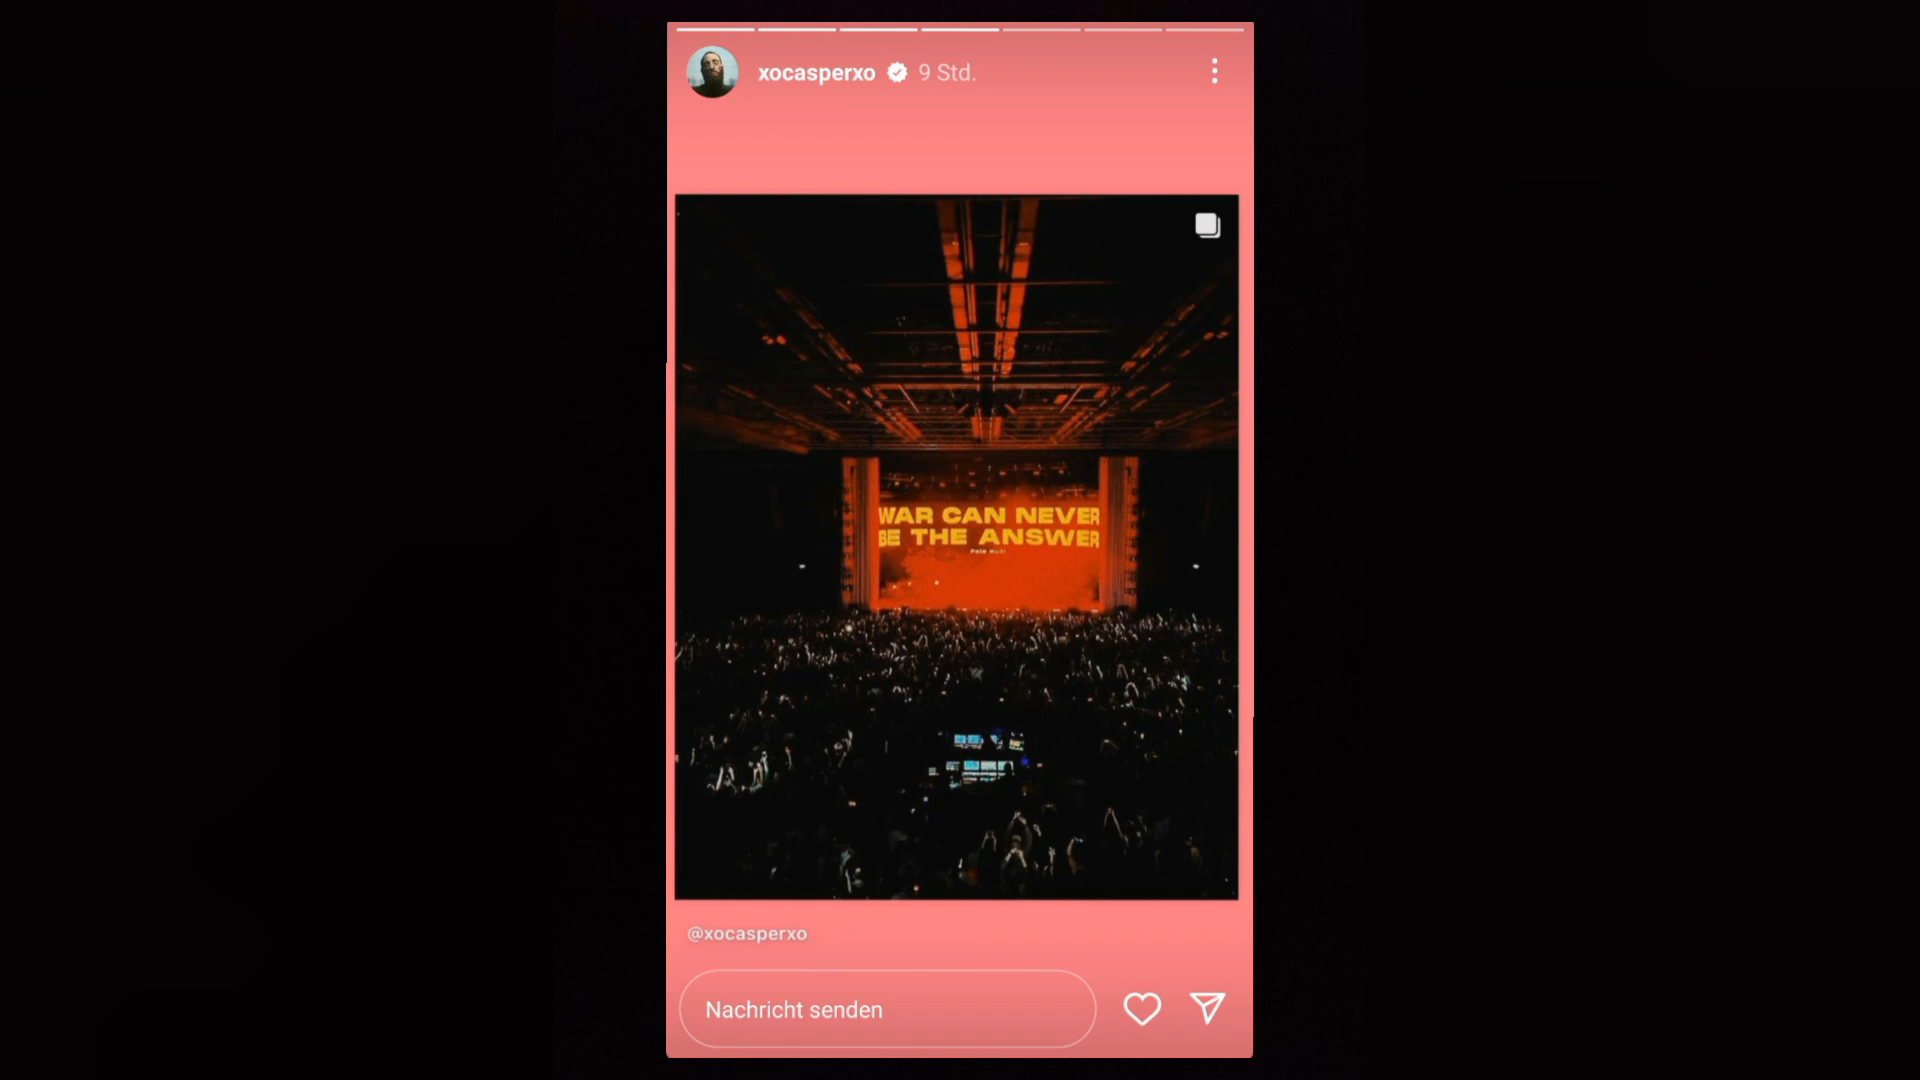 xocasperxo 9 Std.
WAR CAN NEVER
BE THE ANSWER
@xocasperxo
Nachricht senden